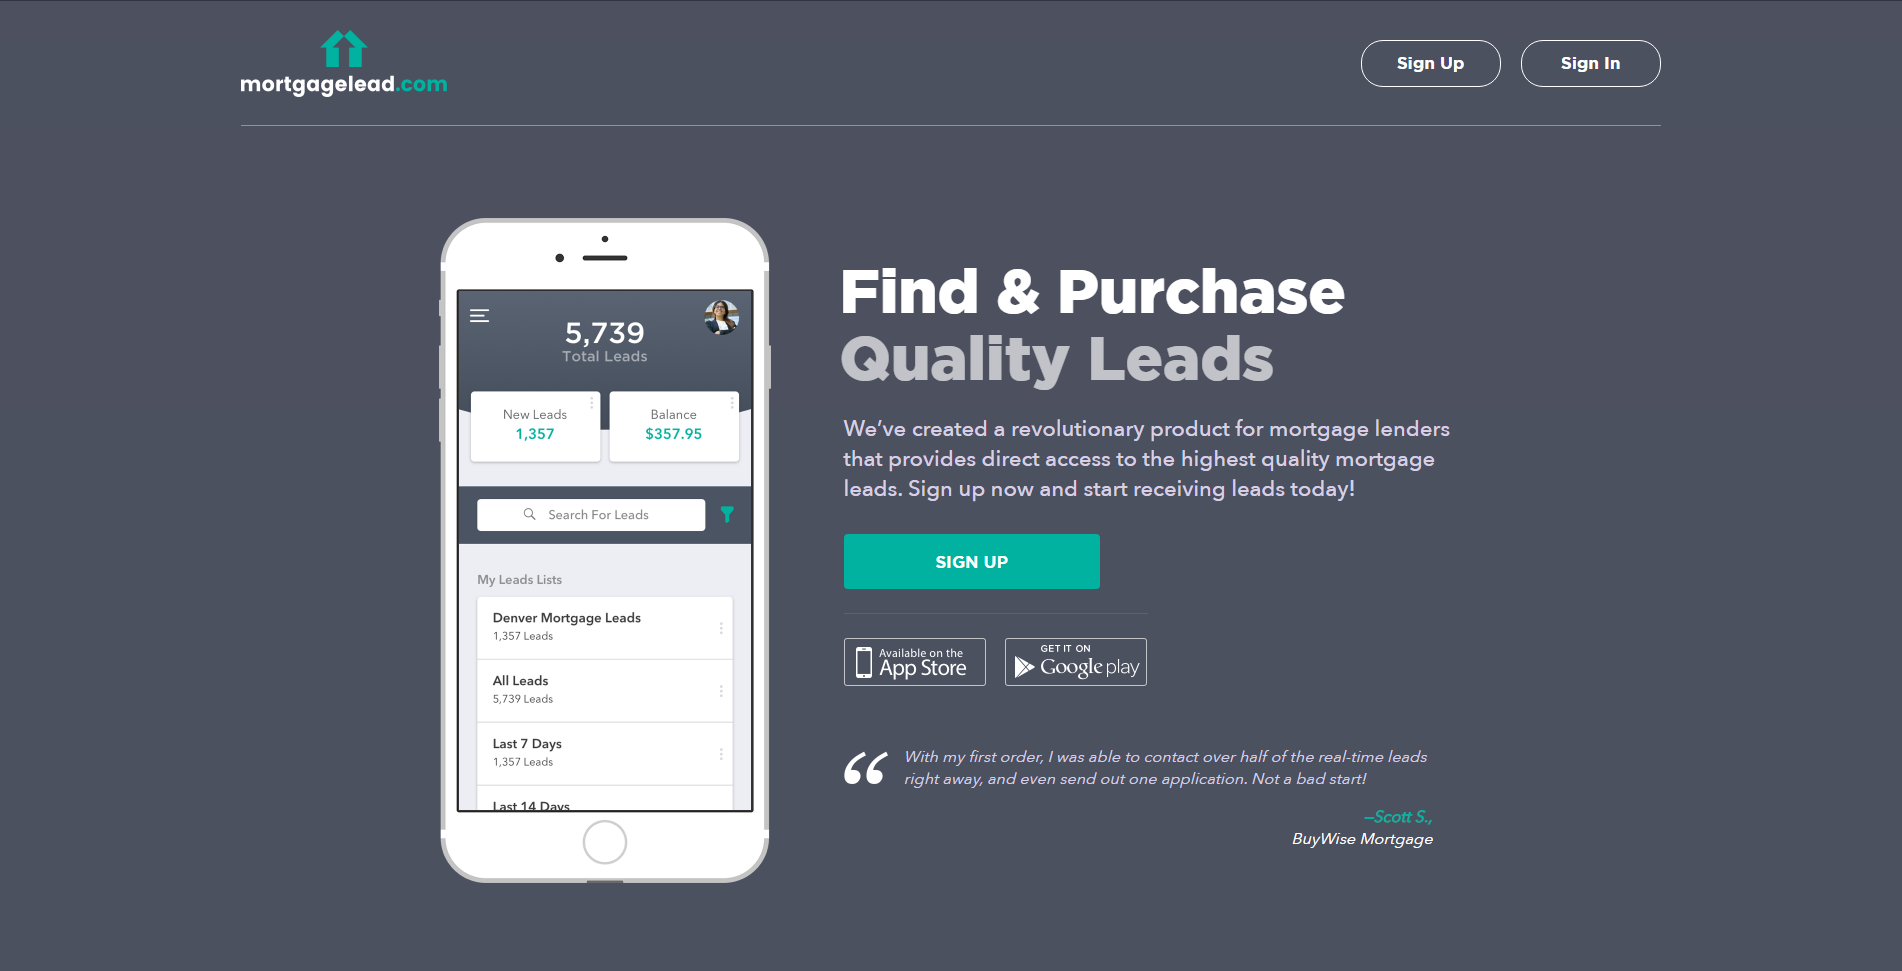 mortgagelead.com
Sign Up
Sign In
5,739
Total Leads
New Leads
1,357
Balance
$357.95
Search For Leads
My Leads Lists
Denver Mortgage Leads
1,357 Leads
All Leads
5,739 Leads
Last 7 Days
1,357 Leads
Last 14 Days
Find & Purchase
Quality Leads
We've created a revolutionary product for mortgage lenders
that provides direct access to the highest quality mortgage
leads. Sign up now and start receiving leads today!
SIGN UP
Available on the
App Store
GET IT ON
Google play
“ With my first order, I was able to contact over half of the real-time leads
right away, and even send out one application. Not a bad start!
—Scott S.,
BuyWise Mortgage